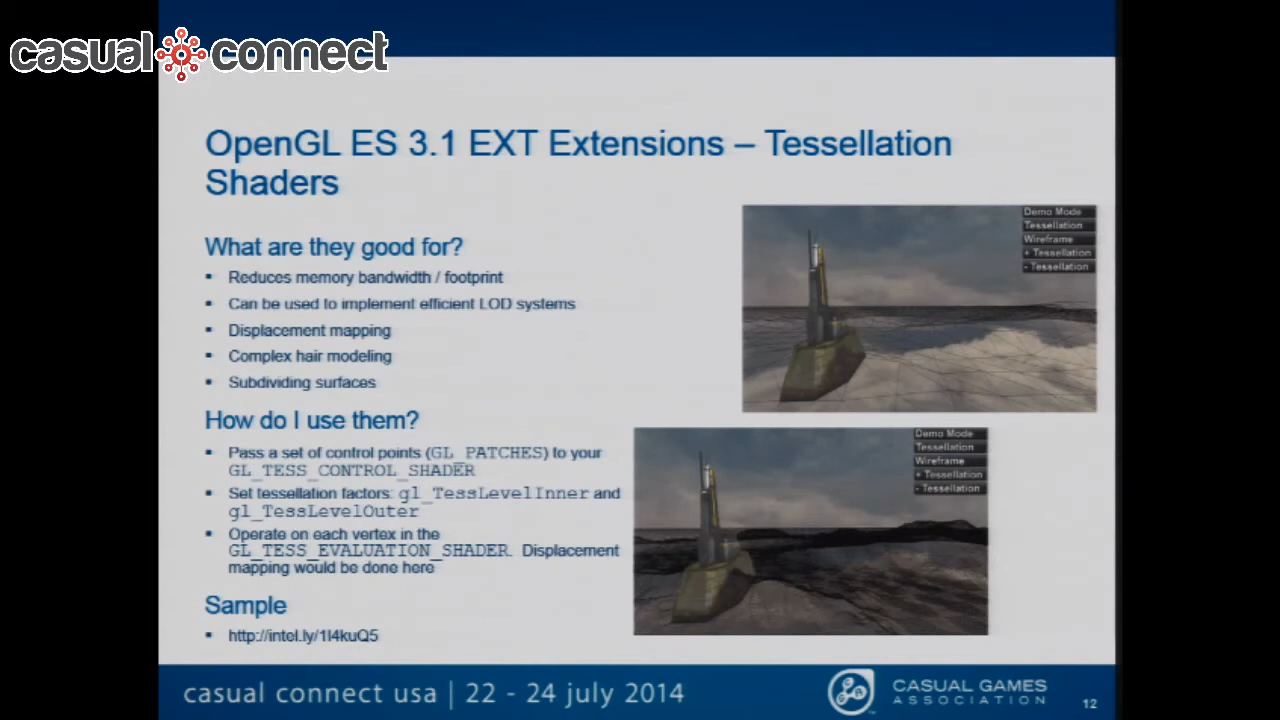 casual connect
OpenGL ES 3.1 EXT Extensions – Tessellation
Shaders
What are they good for?
Reduces memory bandwidth / footprint
Can be used to implement efficient LOD systems
Displacement mapping
Complex hair modeling
Subdividing surfaces
How do I use them?
Pass a set of control points (GL_PATCHES) to your
GL_TESS_CONTROL_SHADER
Set tessellation factors: gl_TessLevelInner and
gl_TessLevelOuter
Operate on each vertex in the
GL_TESS_EVALUATION_SHADER. Displacement
mapping would be done here
Sample
http://intel.ly/1l4kuQ5
Demo Mode
Tessellation
Wireframe
+ Tessellation
- Tessellation
Demo Mode
Tessellation
Wireframe
+ Tessellation
- Tessellation
casual connect usa | 22 - 24 july 2014
CASUAL GAMES
ASSOCIATION
12